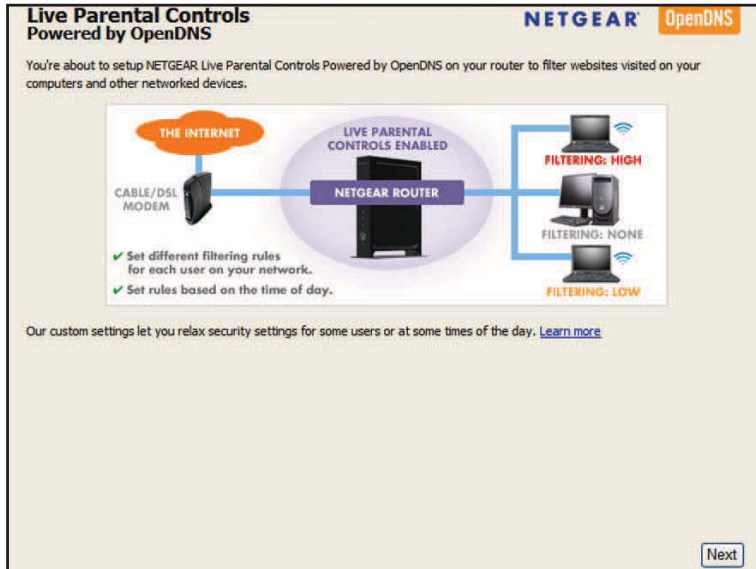 Live Parental Controls
Powered by OpenDNS
NETGEAR®
OpenDNS
You're about to setup NETGEAR Live Parental Controls Powered by OpenDNS on your router to filter websites visited on your
computers and other networked devices.
THE INTERNET
LIVE PARENTAL
CONTROLS ENABLED
FILTERING: HIGH
CABLE/DSL
MODEM
NETGEAR ROUTER
FILTERING: NONE
✔ Set different filtering rules
for each user on your network.
✔ Set rules based on the time of day.
FILTERING: LOW
Our custom settings let you relax security settings for some users or at some times of the day. Learn more
Next